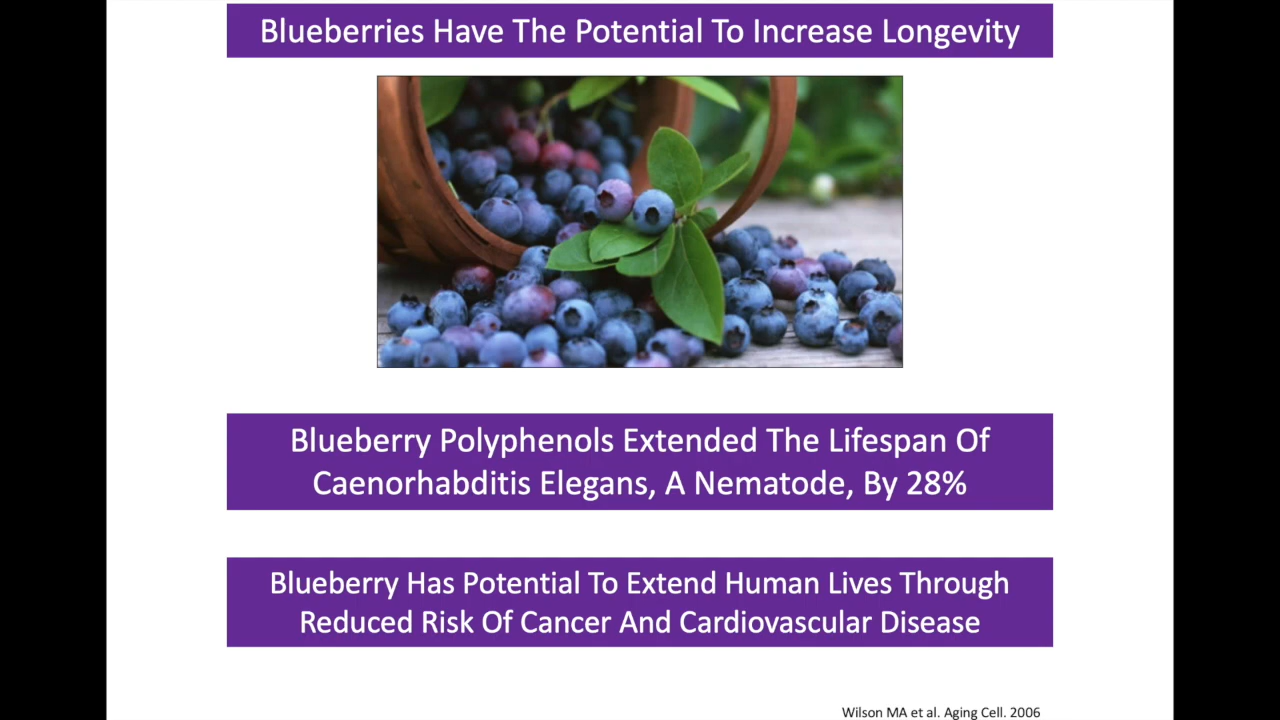 Blueberries Have The Potential To Increase Longevity
Blueberry Polyphenols Extended The Lifespan Of
Caenorhabditis Elegans, A Nematode, By 28%
Blueberry Has Potential To Extend Human Lives Through
Reduced Risk Of Cancer And Cardiovascular Disease
Wilson MA et al. Aging Cell. 2006